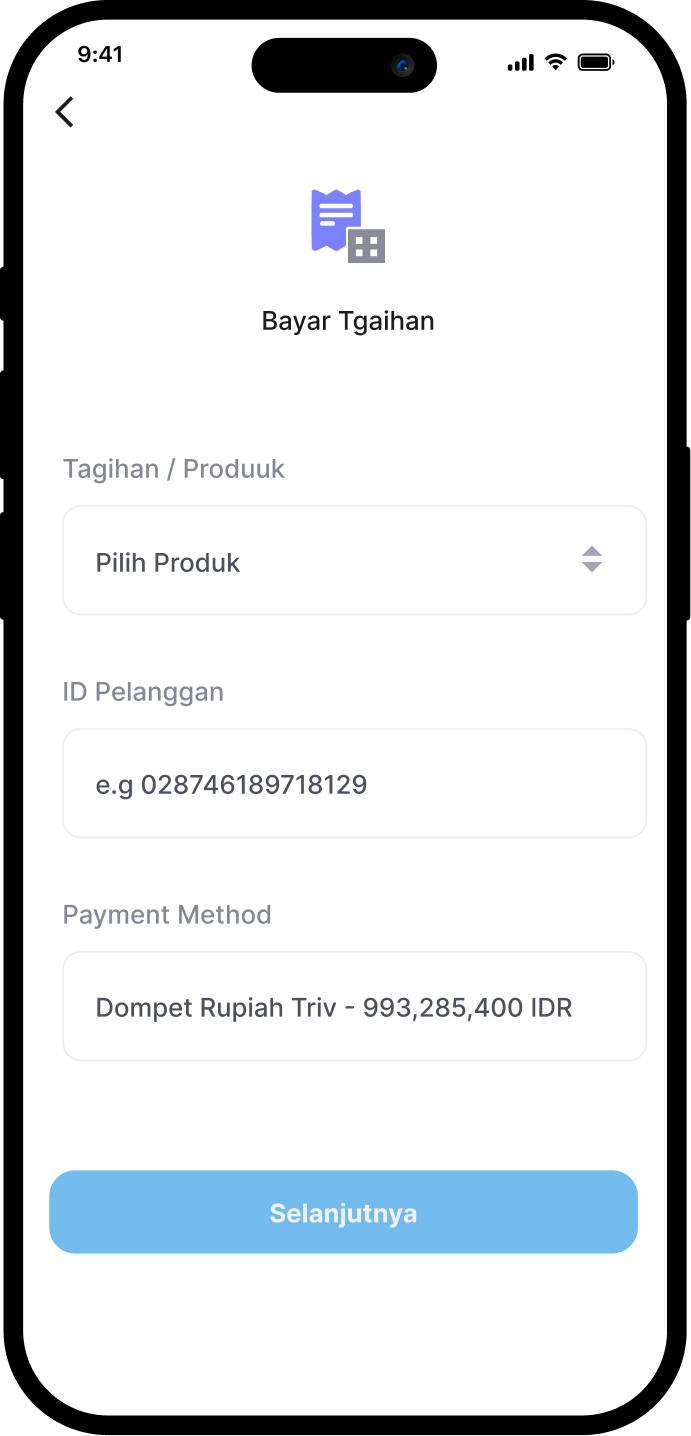 9:41
Bayar Tgaihan
Tagihan / Produuk
Pilih Produk
ID Pelanggan
e.g 028746189718129
Payment Method
Dompet Rupiah Triv - 993,285,400 IDR
Selanjutnya